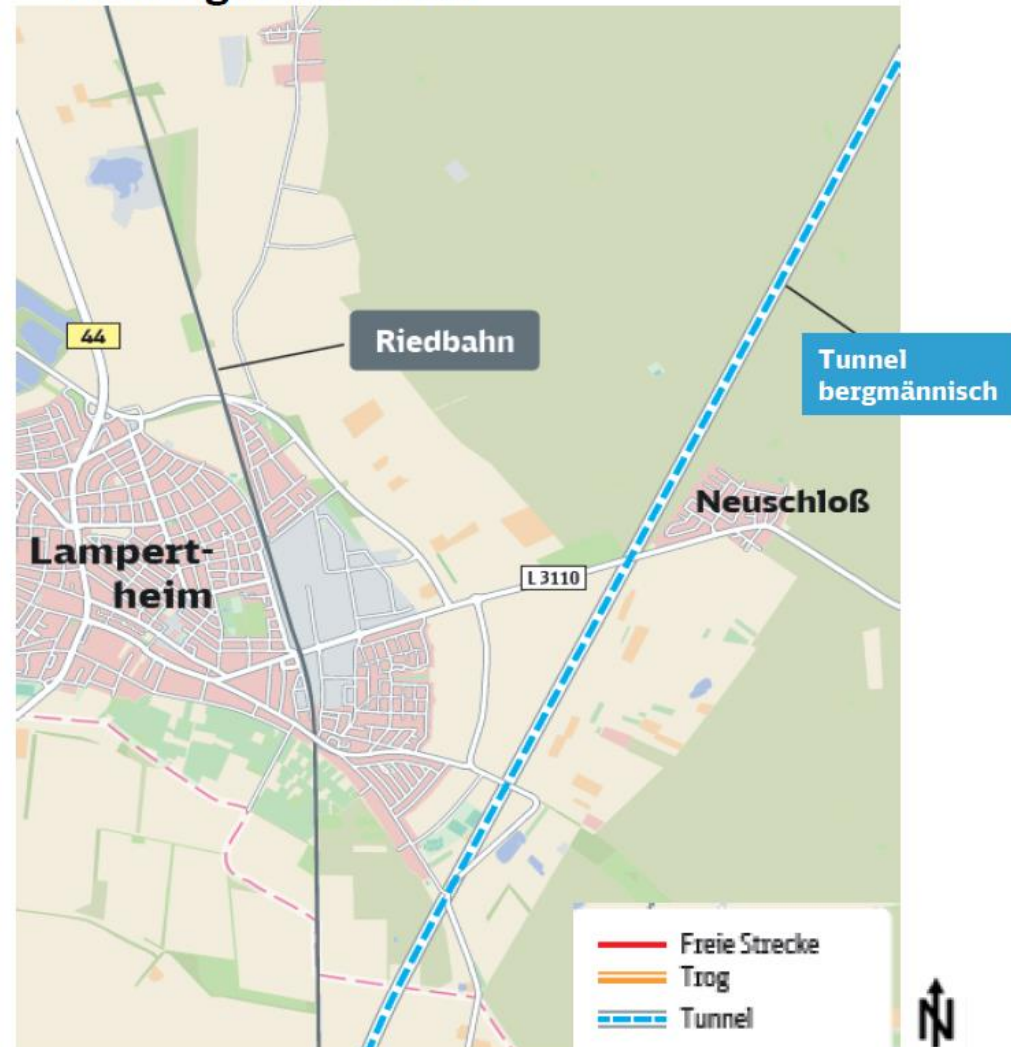 44
Riedbahn
Tunnel
bergmännisch
Neuschloß
Lampert-
heim
L 3110
Freie Strecke
Trog
Tunnel
N